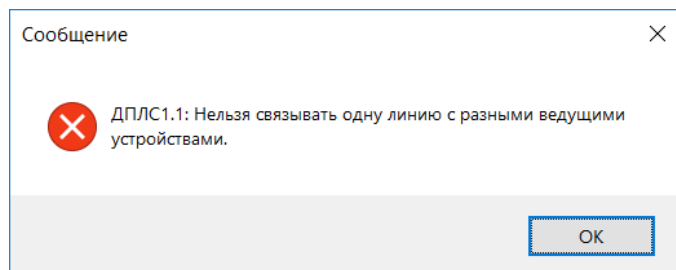 Сообщение
ДПЛС1.1: Нельзя связывать одну линию с разными ведущими
устройствами.
OK